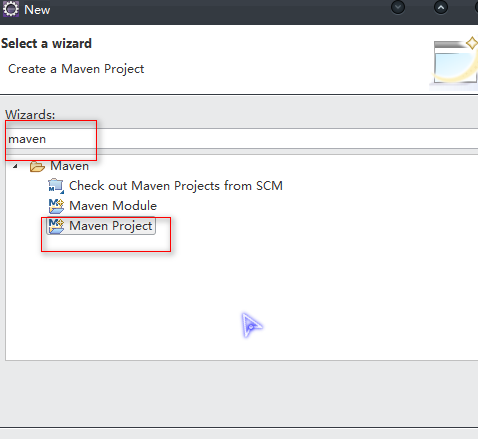 New
Select a wizard
Create a Maven Project
Wizards:
maven
Maven
Check out Maven Projects from SCM
Maven Module
Maven Project